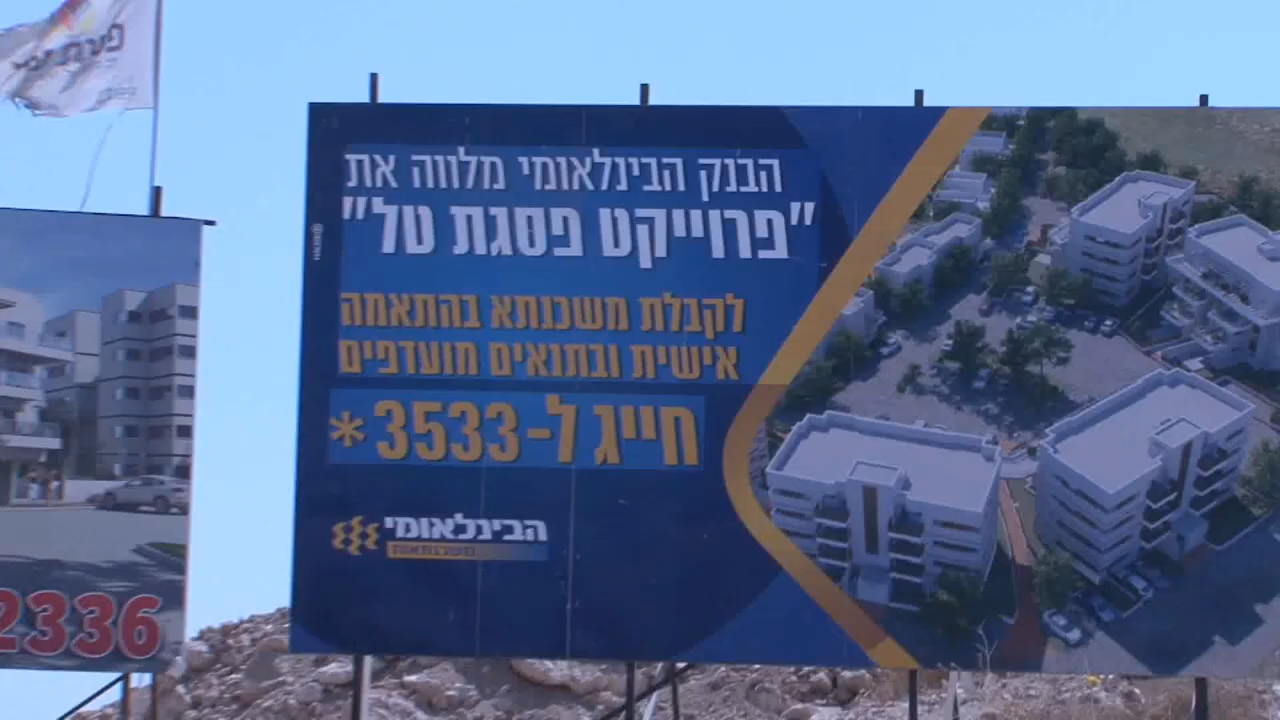 הבנק הבינלאומי מלווה את
"פרוייקט פסגת טל"
לקבלת משכנתא בהתאמה
אישית ובתנאים מועדפים
חייג ל-3533*
הבינלאומי
משכנתאות
2336